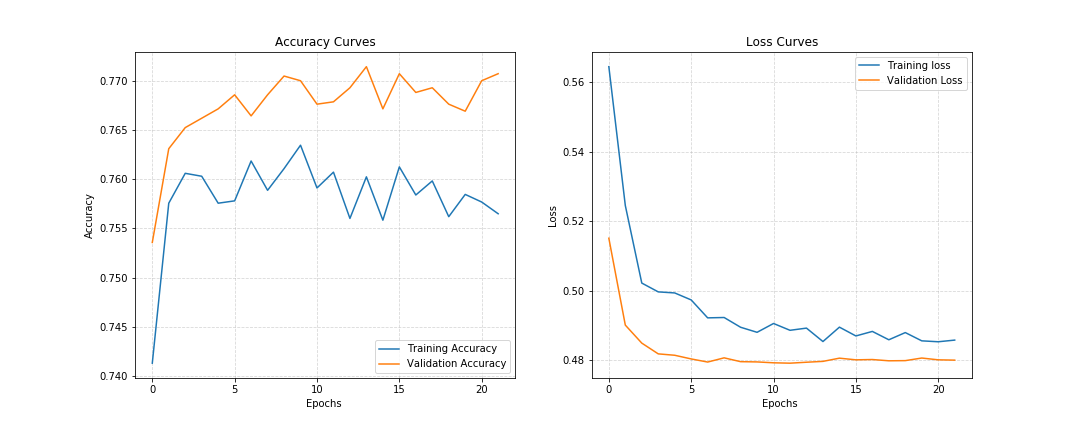 Accuracy Curves
0.770
0.765
0.760
0.755
0.750
0.745
0.740
Accuracy
0 5 10 15 20
Epochs
Training Accuracy
Validation Accuracy
Loss Curves
0.56
0.54
0.52
0.50
0.48
Loss
0 5 10 15 20
Epochs
Training loss
Validation Loss